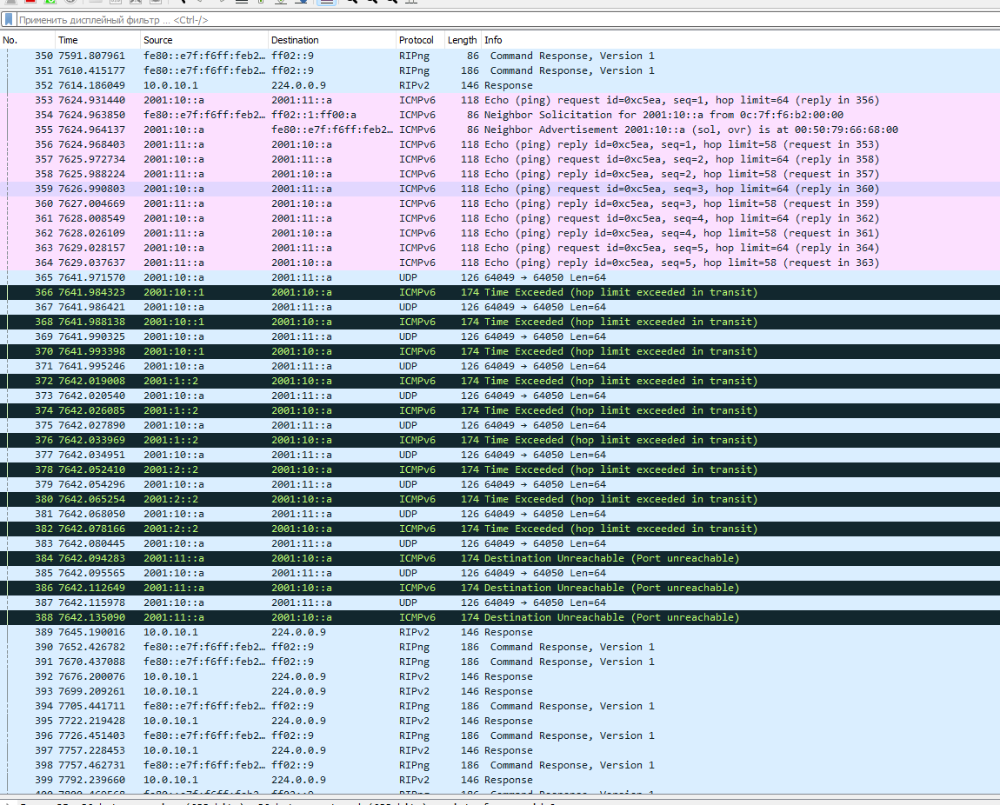 Применить дисплейный фильтр ... <Ctrl-/>
No. Time Source Destination Protocol Length Info
350 7591.807961 fe80::e7f:f6ff:feb2… ff02::9 RIPng 86 Command Response, Version 1
351 7610.415177 fe80::e7f:f6ff:feb2… ff02::9 RIPng 186 Command Response, Version 1
352 7614.186049 10.0.10.1 224.0.0.9 RIPv2 146 Response
353 7624.931440 2001:10::a 2001:11::a ICMPv6 118 Echo (ping) request id=0xc5ea, seq=1, hop limit=64 (reply in 356)
354 7624.963850 fe80::e7f:f6ff:feb2… ff02::1:ff00:a ICMPv6 86 Neighbor Solicitation for 2001:10::a from 0c:7f:f6:b2:00:00
355 7624.964137 2001:10::a fe80::e7f:f6ff:feb2… ICMPv6 86 Neighbor Advertisement 2001:10::a (sol, ovr) is at 00:50:79:66:68:00
356 7624.968403 2001:11::a 2001:10::a ICMPv6 118 Echo (ping) reply id=0xc5ea, seq=1, hop limit=58 (request in 353)
357 7625.972734 2001:10::a 2001:11::a ICMPv6 118 Echo (ping) request id=0xc5ea, seq=2, hop limit=64 (reply in 358)
358 7625.988224 2001:11::a 2001:10::a ICMPv6 118 Echo (ping) reply id=0xc5ea, seq=2, hop limit=58 (request in 357)
359 7626.990803 2001:10::a 2001:11::a ICMPv6 118 Echo (ping) request id=0xc5ea, seq=3, hop limit=64 (reply in 360)
360 7627.004669 2001:11::a 2001:10::a ICMPv6 118 Echo (ping) reply id=0xc5ea, seq=3, hop limit=58 (request in 359)
361 7628.008549 2001:10::a 2001:11::a ICMPv6 118 Echo (ping) request id=0xc5ea, seq=4, hop limit=64 (reply in 362)
362 7628.026109 2001:11::a 2001:10::a ICMPv6 118 Echo (ping) reply id=0xc5ea, seq=4, hop limit=58 (request in 361)
363 7629.028157 2001:10::a 2001:11::a ICMPv6 118 Echo (ping) request id=0xc5ea, seq=5, hop limit=64 (reply in 364)
364 7629.037637 2001:11::a 2001:10::a ICMPv6 118 Echo (ping) reply id=0xc5ea, seq=5, hop limit=58 (request in 363)
365 7641.971570 2001:10::a 2001:11::a UDP 126 64049 → 64050 Len=64
366 7641.984323 2001:10::1 2001:10::a ICMPv6 174 Time Exceeded (hop limit exceeded in transit)
367 7641.986421 2001:10::a 2001:11::a UDP 126 64049 → 64050 Len=64
368 7641.988138 2001:10::1 2001:10::a ICMPv6 174 Time Exceeded (hop limit exceeded in transit)
369 7641.990325 2001:10::a 2001:11::a UDP 126 64049 → 64050 Len=64
370 7641.993398 2001:10::1 2001:10::a ICMPv6 174 Time Exceeded (hop limit exceeded in transit)
371 7641.995246 2001:10::a 2001:11::a UDP 126 64049 → 64050 Len=64
372 7642.019008 2001:1::2 2001:10::a ICMPv6 174 Time Exceeded (hop limit exceeded in transit)
373 7642.020540 2001:10::a 2001:11::a UDP 126 64049 → 64050 Len=64
374 7642.026085 2001:1::2 2001:10::a ICMPv6 174 Time Exceeded (hop limit exceeded in transit)
375 7642.027890 2001:10::a 2001:11::a UDP 126 64049 → 64050 Len=64
376 7642.033969 2001:1::2 2001:10::a ICMPv6 174 Time Exceeded (hop limit exceeded in transit)
377 7642.034951 2001:10::a 2001:11::a UDP 126 64049 → 64050 Len=64
378 7642.052410 2001:2::2 2001:10::a ICMPv6 174 Time Exceeded (hop limit exceeded in transit)
379 7642.054296 2001:10::a 2001:11::a UDP 126 64049 → 64050 Len=64
380 7642.065254 2001:2::2 2001:10::a ICMPv6 174 Time Exceeded (hop limit exceeded in transit)
381 7642.068050 2001:10::a 2001:11::a UDP 126 64049 → 64050 Len=64
382 7642.078166 2001:2::2 2001:10::a ICMPv6 174 Time Exceeded (hop limit exceeded in transit)
383 7642.080445 2001:10::a 2001:11::a UDP 126 64049 → 64050 Len=64
384 7642.094283 2001:11::a 2001:10::a ICMPv6 174 Destination Unreachable (Port unreachable)
385 7642.095565 2001:10::a 2001:11::a UDP 126 64049 → 64050 Len=64
386 7642.112649 2001:11::a 2001:10::a ICMPv6 174 Destination Unreachable (Port unreachable)
387 7642.115978 2001:10::a 2001:11::a UDP 126 64049 → 64050 Len=64
388 7642.135090 2001:11::a 2001:10::a ICMPv6 174 Destination Unreachable (Port unreachable)
389 7645.190016 10.0.10.1 224.0.0.9 RIPv2 146 Response
390 7652.426782 fe80::e7f:f6ff:feb2… ff02::9 RIPng 186 Command Response, Version 1
391 7670.437088 fe80::e7f:f6ff:feb2… ff02::9 RIPng 186 Command Response, Version 1
392 7676.200076 10.0.10.1 224.0.0.9 RIPv2 146 Response
393 7699.209261 10.0.10.1 224.0.0.9 RIPv2 146 Response
394 7705.441711 fe80::e7f:f6ff:feb2… ff02::9 RIPng 186 Command Response, Version 1
395 7722.219428 10.0.10.1 224.0.0.9 RIPv2 146 Response
396 7726.451403 fe80::e7f:f6ff:feb2… ff02::9 RIPng 186 Command Response, Version 1
397 7757.228453 10.0.10.1 224.0.0.9 RIPv2 146 Response
398 7757.462731 fe80::e7f:f6ff:feb2… ff02::9 RIPng 186 Command Response, Version 1
399 7792.239660 10.0.10.1 224.0.0.9 RIPv2 146 Response